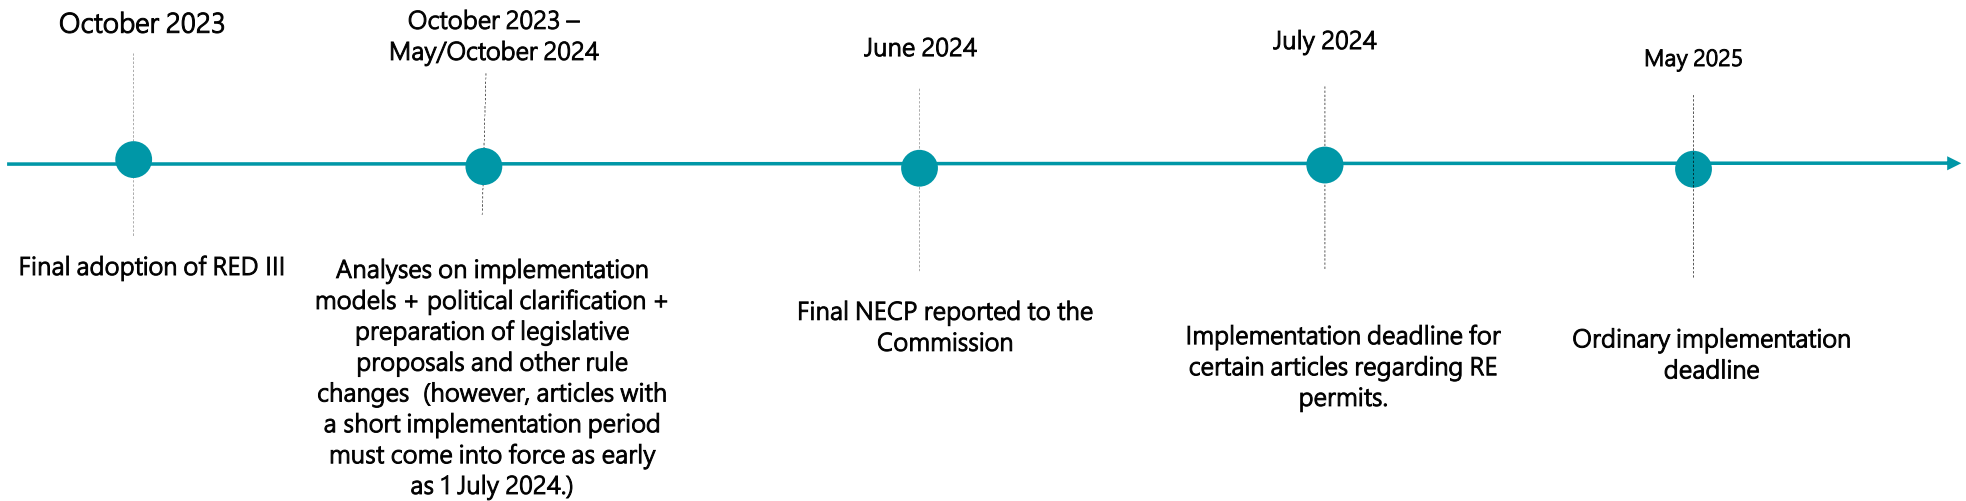 October 2023
Final adoption of RED III
October 2023 –
May/October 2024
Analyses on implementation
models + political clarification +
preparation of legislative
proposals and other rule
changes  (however, articles with
a short implementation period
must come into force as early
as 1 July 2024.)
June 2024
Final NECP reported to the
Commission
July 2024
Implementation deadline for
certain articles regarding RE
permits.
May 2025
Ordinary implementation
deadline